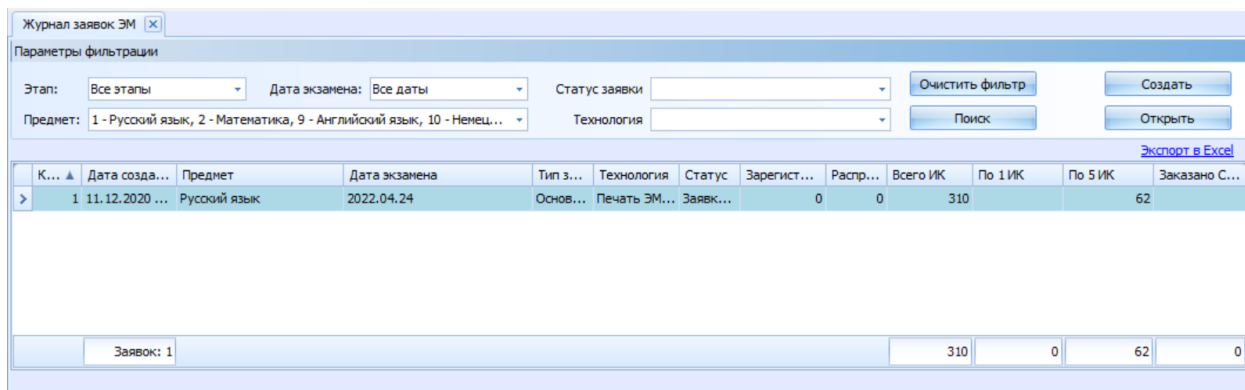 Журнал заявок ЭМ
Параметры фильтрации
Этап: Все этапы Дата экзамена: Все даты Статус заявки Очистить фильтр Создать
Предмет: 1 - Русский язык, 2 - Математика, 9 - Английский язык, 10 - Немец... Технология Поиск Открыть
Экспорт в Excel
К... Дата созда... Предмет Дата экзамена Тип з... Технология Статус Зарегист... Распр... Всего ИК По 1 ИК По 5 ИК Заказано С...
1 11.12.2020 ... Русский язык 2022.04.24 Основ... Печать ЭМ... Заявк... 0 0 310 62
Заявок: 1 310 0 62 0